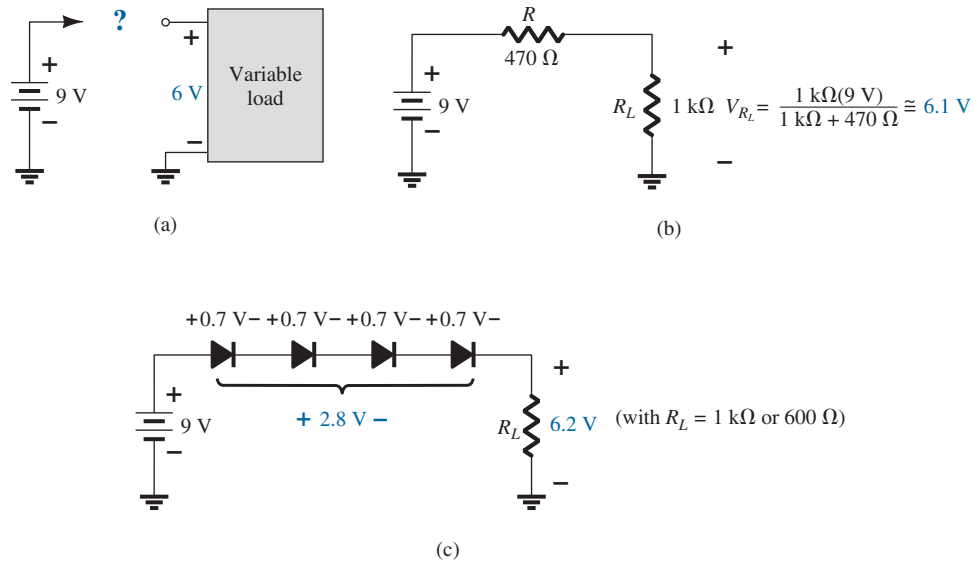 ?
+
+
9 V
−
6 V
+
−
Variable
load
(a)
R
470 Ω
+
9 V
−
R_L
1 kΩ
+
V_{R_L} = 1 kΩ(9 V) / 1 kΩ + 470 Ω ≅ 6.1 V
−
(b)
+0.7 V− +0.7 V− +0.7 V− +0.7 V−
+ 2.8 V −
+
9 V
−
+
R_L 6.2 V (with R_L = 1 kΩ or 600 Ω)
−
(c)